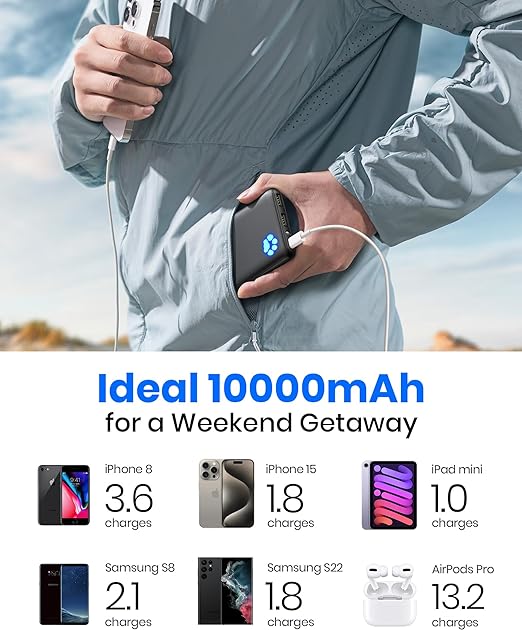 Ideal 10000mAh
for a Weekend Getaway
iPhone 8
3.6
charges
iPhone 15
1.8
charges
iPad mini
1.0
charges
Samsung S8
2.1
charges
Samsung S22
1.8
charges
AirPods Pro
13.2
charges